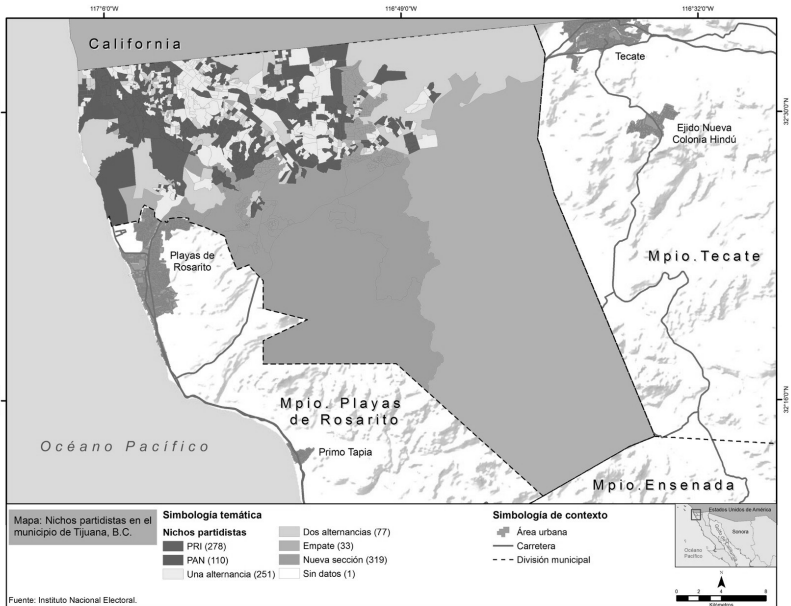 117°6'0"W
116°49'0"W
116°32'0"W
California
Tecate
32°30'0"N
Ejido Nueva
Colonia Hindú
Playas de
Rosarito
Mpio. Tecate
32°16'0"N
Mpio. Playas
de Rosarito
Océano Pacífico
Primo Tapia
Mpio. Ensenada
Mapa: Nichos partidistas en el
municipio de Tijuana, B.C.
Simbología temática
Nichos partidistas
PRI (278)
PAN (110)
Una alternancia (251)
Dos alternancias (77)
Empate (33)
Nueva sección (319)
Sin datos (1)
Simbología de contexto
Área urbana
Carretera
División municipal
Estados Unidos de América
Sonora
Océano
Pacífico
N
0 2 4 8
Kilómetros
Fuente: Instituto Nacional Electoral.